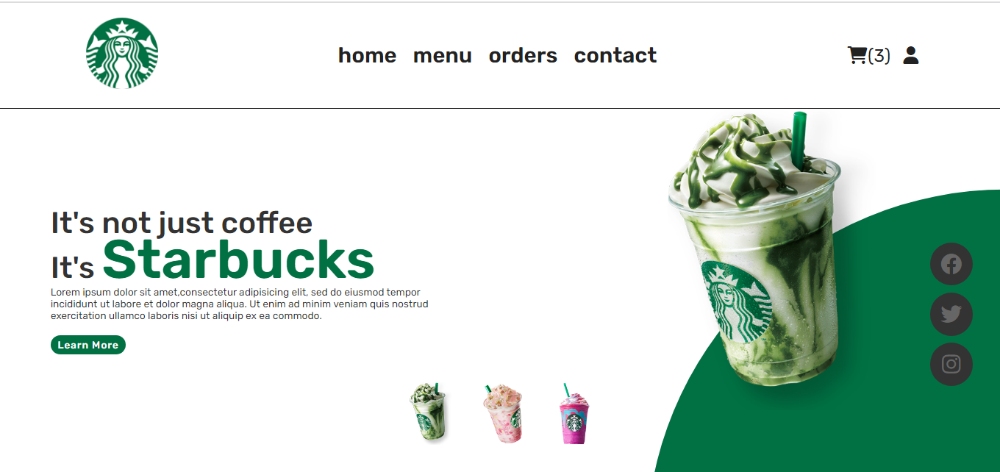 home menu orders contact (3)
It's not just coffee
It's Starbucks
Lorem ipsum dolor sit amet,consectetur adipisicing elit, sed do eiusmod tempor
incididunt ut labore et dolor magna aliqua. Ut enim ad minim veniam quis nostrud
exercitation ullamco laboris nisi ut aliquip ex ea commodo.
Learn More